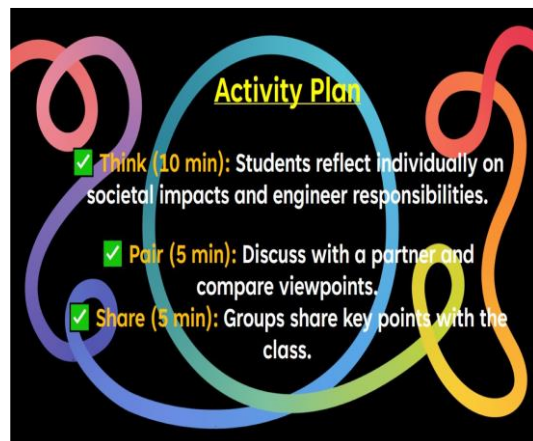 Activity Plan
✅ Think (10 min): Students reflect individually on
societal impacts and engineer responsibilities.
✅ Pair (5 min): Discuss with a partner and
compare viewpoints.
✅ Share (5 min): Groups share key points with the
class.